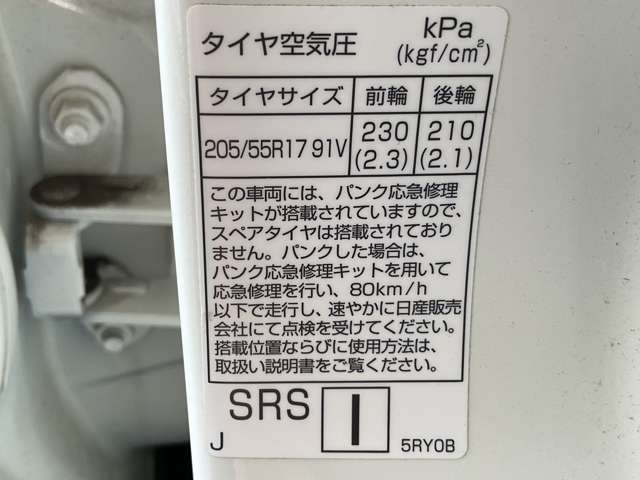 タイヤ空気圧 kPa
(kgf/cm²)
タイヤサイズ 前輪 後輪
205/55R17 91V 230 210
(2.3) (2.1)
この車両には、パンク応急修理
キットが搭載されていますので、
スペアタイヤは搭載されており
ません。パンクした場合は、
パンク応急修理キットを用いて
応急修理を行い、80km/h
以下で走行し、速やかに日産販売
会社にて点検を受けてください。
搭載位置ならびに使用方法は、
取扱い説明書をご覧ください。
SRS I
J 5RY0B